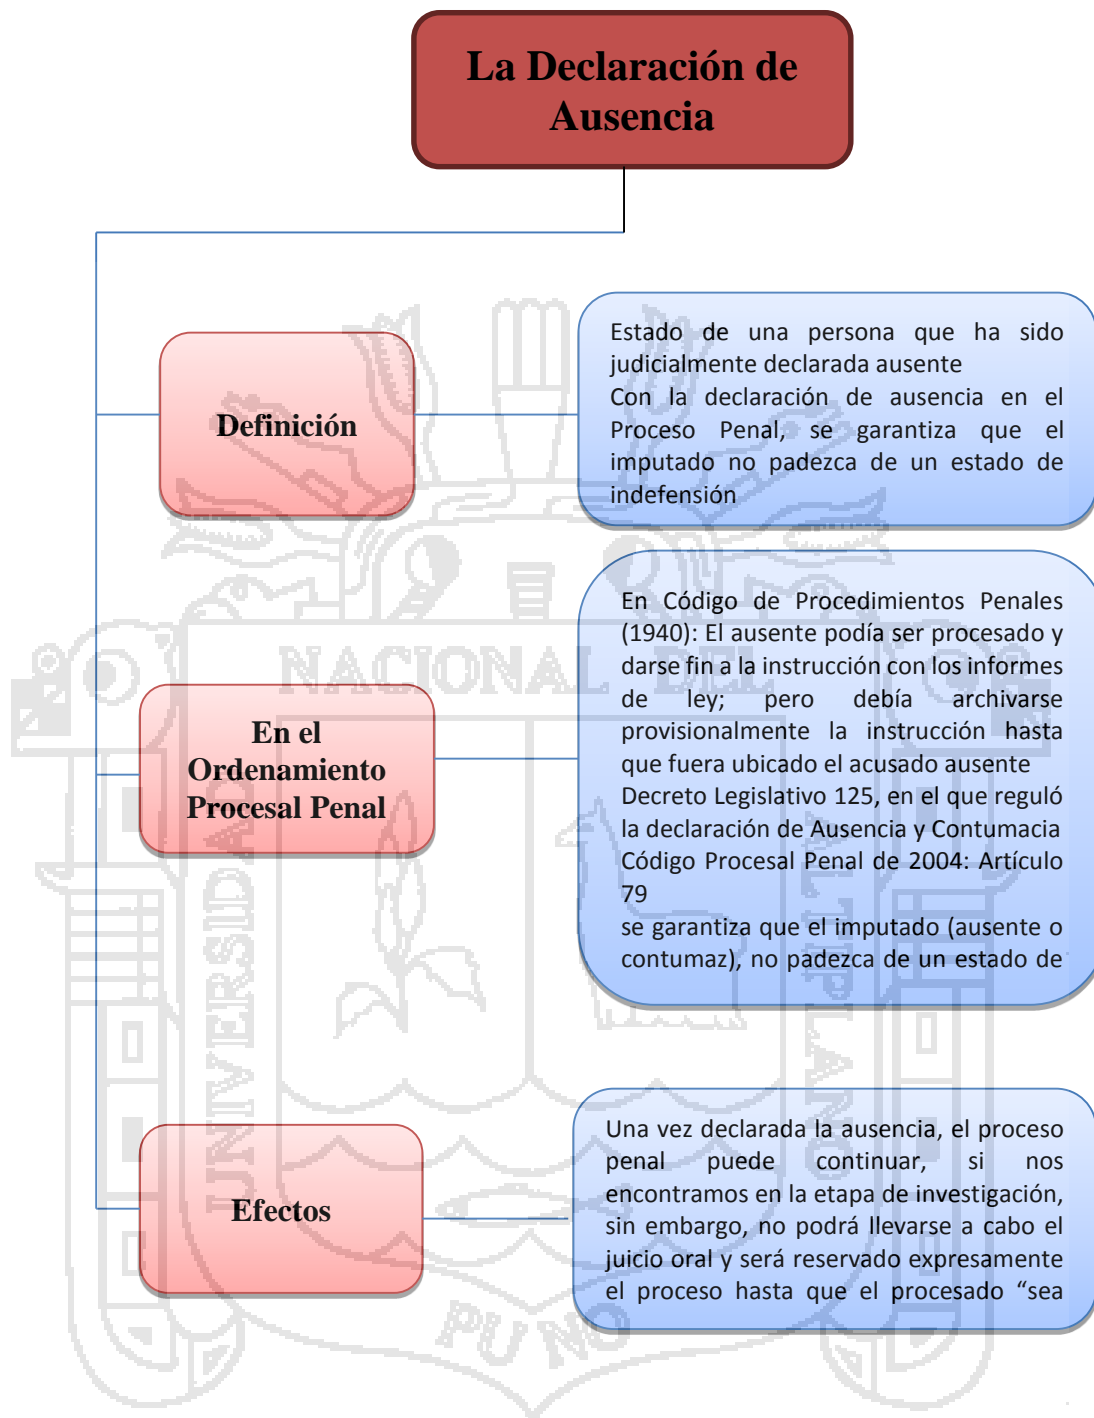 La Declaración de
Ausencia
Definición
Estado de una persona que ha sido
judicialmente declarada ausente
Con la declaración de ausencia en el
Proceso Penal, se garantiza que el
imputado no padezca de un estado de
indefensión
En el
Ordenamiento
Procesal Penal
En Código de Procedimientos Penales
(1940): El ausente podía ser procesado y
darse fin a la instrucción con los informes
de ley; pero debía archivarse
provisionalmente la instrucción hasta
que fuera ubicado el acusado ausente
Decreto Legislativo 125, en el que reguló
la declaración de Ausencia y Contumacia
Código Procesal Penal de 2004: Artículo
79
se garantiza que el imputado (ausente o
contumaz), no padezca de un estado de
Efectos
Una vez declarada la ausencia, el proceso
penal puede continuar, si nos
encontramos en la etapa de investigación,
sin embargo, no podrá llevarse a cabo el
juicio oral y será reservado expresamente
el proceso hasta que el procesado “sea
UNIVERSIDAD
NACIONAL DEL
ALTIPLANO
PUNO